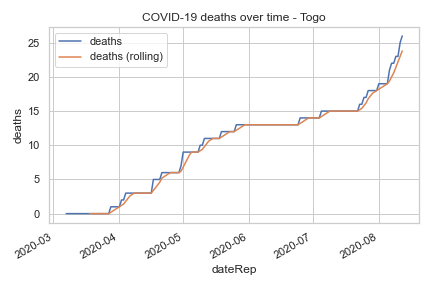 COVID-19 deaths over time - Togo
deaths
deaths (rolling)
25
20
15
10
5
0
deaths
2020-03
2020-04
2020-05
2020-06
2020-07
2020-08
dateRep